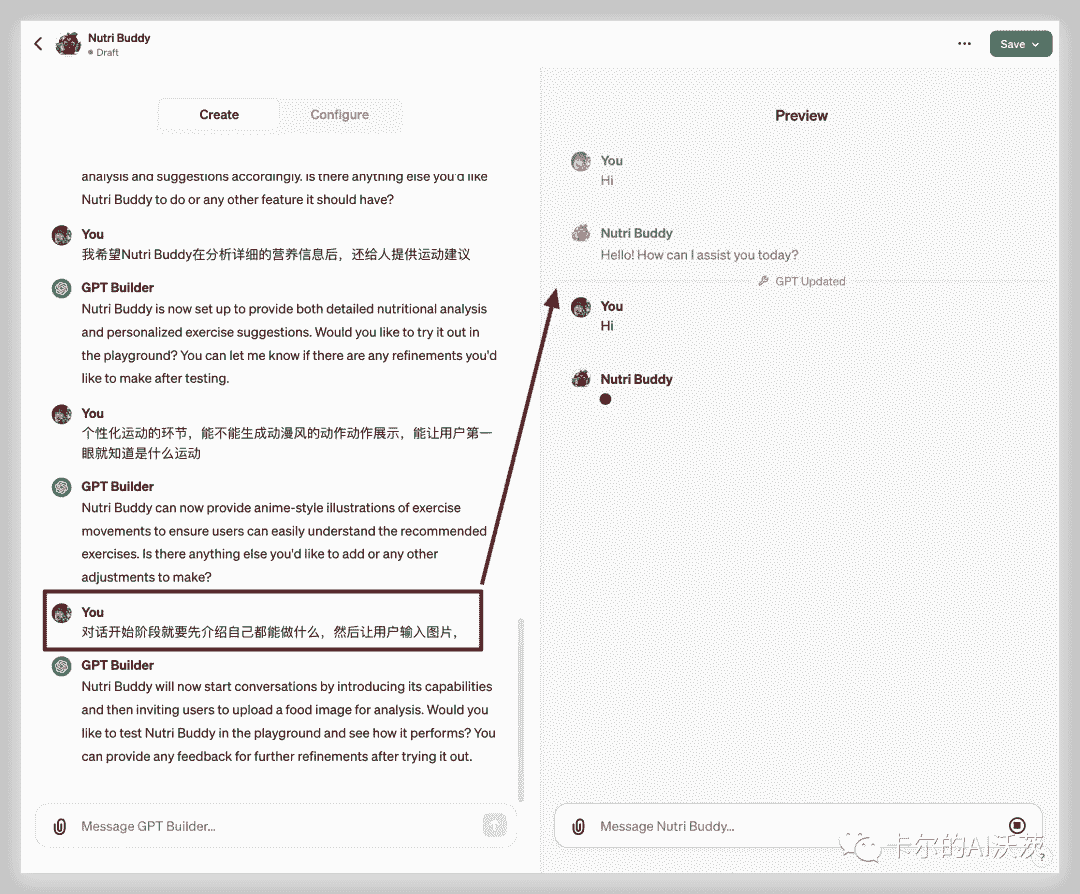 Nutri Buddy
Draft
Save
Create
Configure
analysis and suggestions accordingly. Is there anything else you'd like
Nutri Buddy to do or any other feature it should have?
You
我希望Nutri Buddy在分析详细的营养信息后，还给人提供运动建议
GPT Builder
Nutri Buddy is now set up to provide both detailed nutritional analysis
and personalized exercise suggestions. Would you like to try it out in
the playground? You can let me know if there are any refinements you'd
like to make after testing.
You
个性化运动的环节，能不能生成动漫风的动作动作展示，能让用户第一
眼就知道是什么运动
GPT Builder
Nutri Buddy can now provide anime-style illustrations of exercise
movements to ensure users can easily understand the recommended
exercises. Is there anything else you'd like to add or any other
adjustments to make?
You
对话开始阶段就要先介绍自己都能做什么，然后让用户输入图片，
GPT Builder
Nutri Buddy will now start conversations by introducing its capabilities
and then inviting users to upload a food image for analysis. Would you
like to test Nutri Buddy in the playground and see how it performs? You
can provide any feedback for further refinements after trying it out.
Message GPT Builder...
Preview
You
Hi
Nutri Buddy
Hello! How can I assist you today?
GPT Updated
You
Hi
Nutri Buddy
Message Nutri Buddy...
卡尔的AI沃茨
?